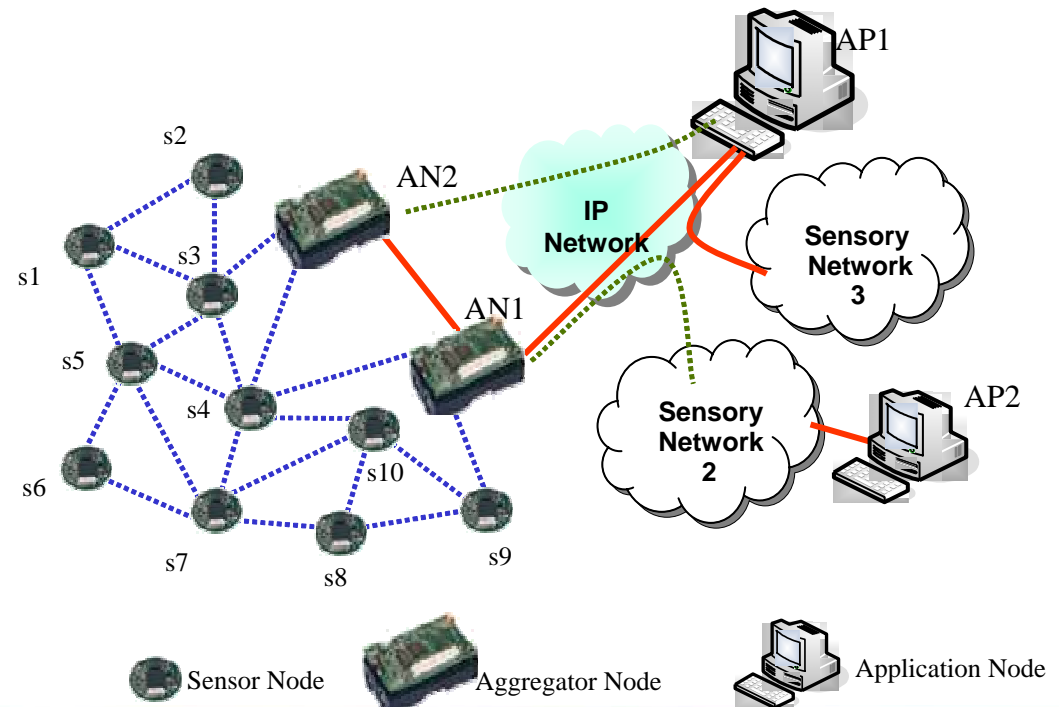 AP1
s2
AN2
IP
Network
s1
s3
Sensory
Network
3
AN1
s5
s4
AP2
Sensory
Network
2
s10
s6
s7
s8
s9
Sensor Node
Aggregator Node
Application Node